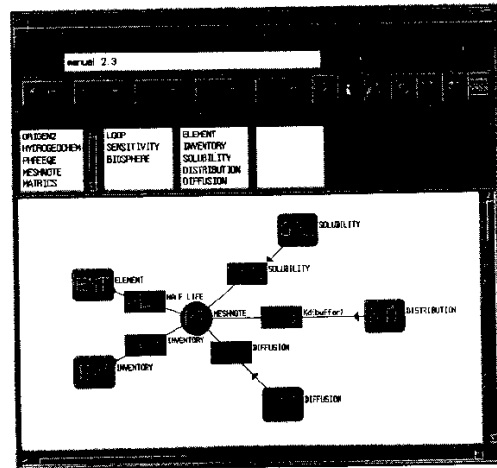 manual 2.3
ORIGEN2
HYDROGEOCHEM
PHREEQE
MESHNOTE
MATRICS
LOOP
SENSITIVITY
BIOSPHERE
ELEMENT
INVENTORY
SOLUBILITY
DISTRIBUTION
DIFFUSION
SOLUBILITY
SOLUBILITY
ELEMENT
HALF LIFE
MESHNOTE
Kd(buffer)
DISTRIBUTION
INVENTORY
DIFFUSION
INVENTORY
DIFFUSION